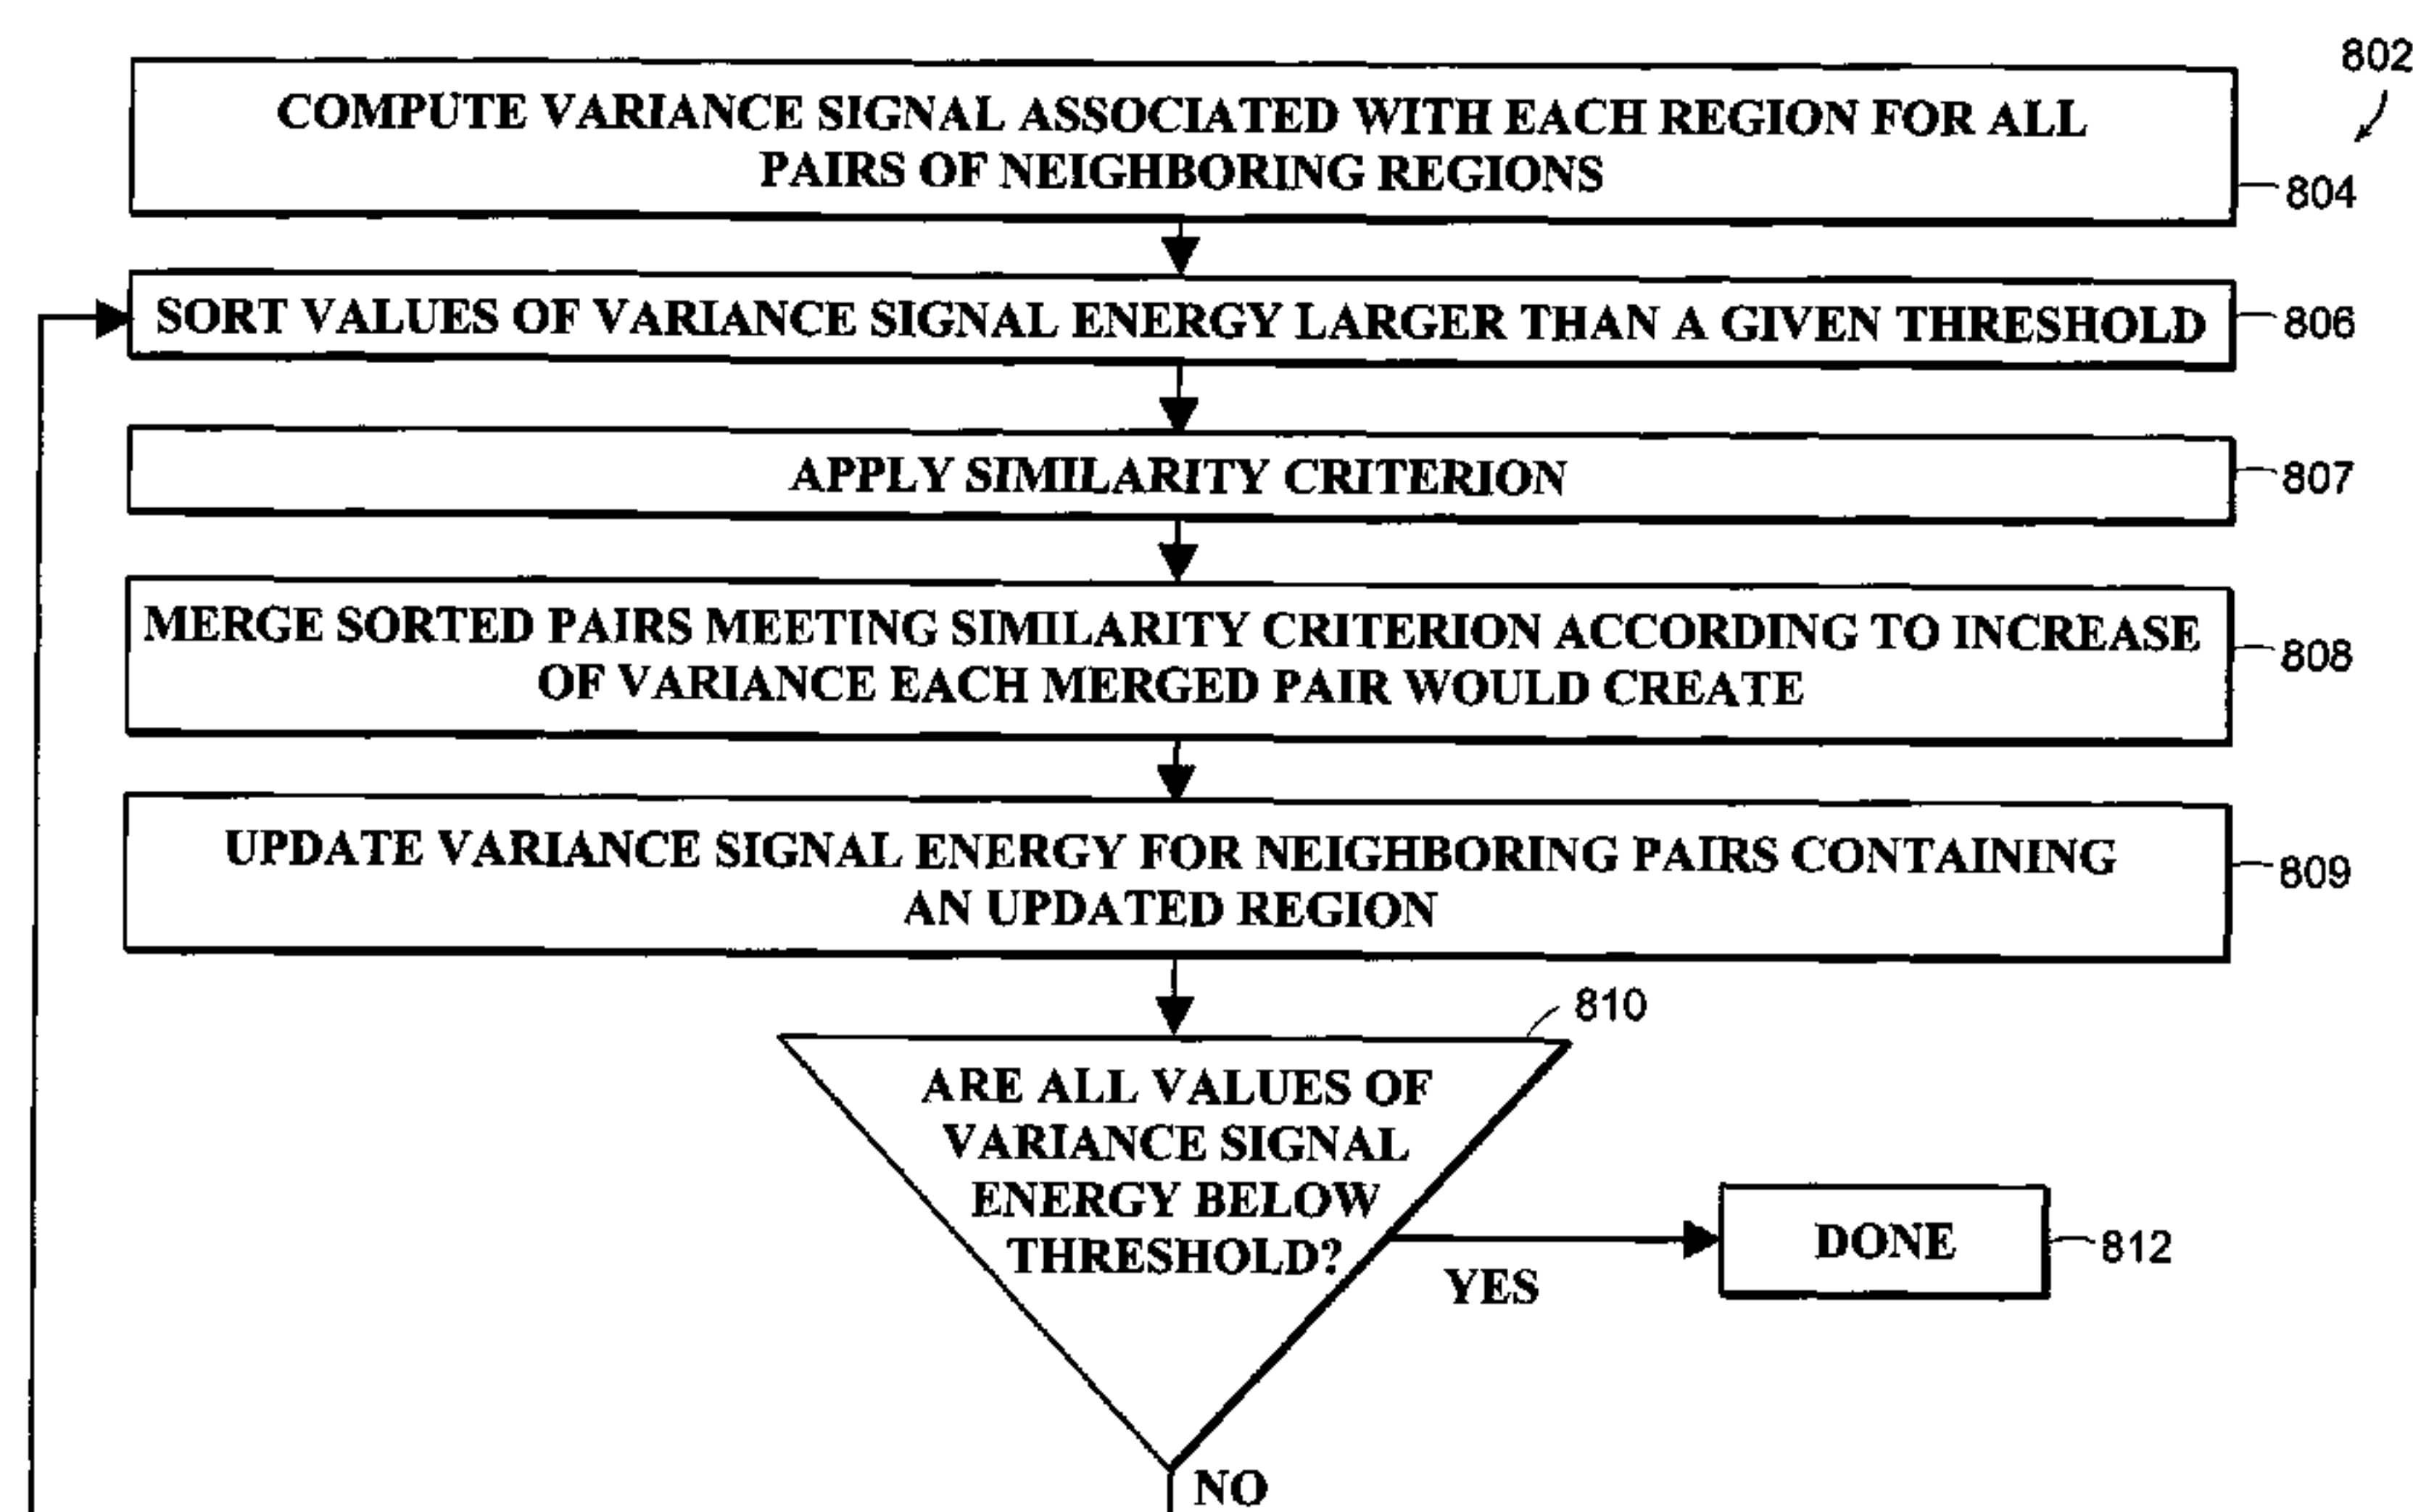 802
COMPUTE VARIANCE SIGNAL ASSOCIATED WITH EACH REGION FOR ALL
PAIRS OF NEIGHBORING REGIONS
804
SORT VALUES OF VARIANCE SIGNAL ENERGY LARGER THAN A GIVEN THRESHOLD
806
APPLY SIMILARITY CRITERION
807
MERGE SORTED PAIRS MEETING SIMILARITY CRITERION ACCORDING TO INCREASE
OF VARIANCE EACH MERGED PAIR WOULD CREATE
808
UPDATE VARIANCE SIGNAL ENERGY FOR NEIGHBORING PAIRS CONTAINING
AN UPDATED REGION
809
810
ARE ALL VALUES OF
VARIANCE SIGNAL
ENERGY BELOW
THRESHOLD?
YES
DONE
812
NO